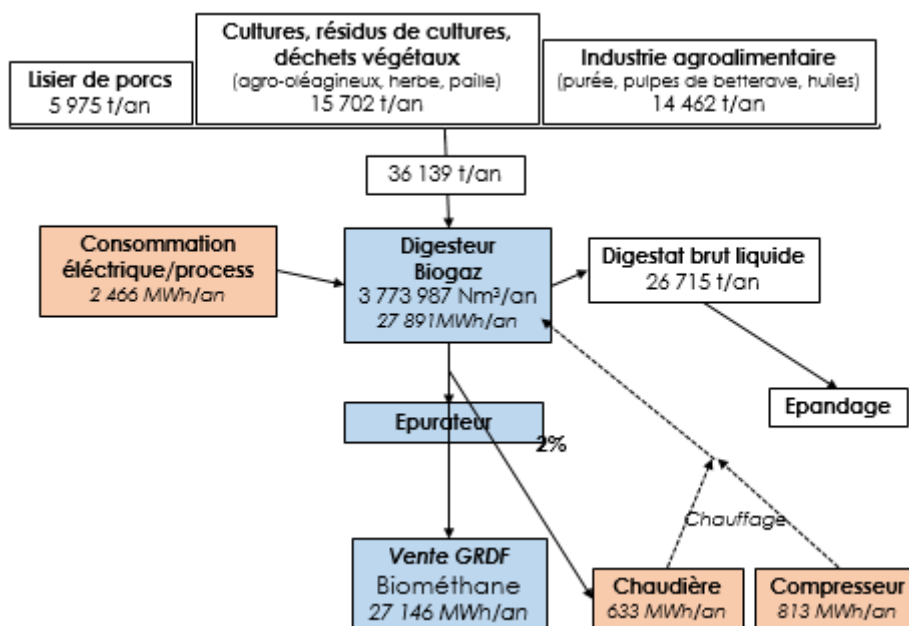 Lisier de porcs
5 975 t/an
Cultures, résidus de cultures,
déchets végétaux
(agro-oléagineux, herbe, paille)
15 702 t/an
Industrie agroalimentaire
(purée, pulpes de betterave, huiles)
14 462 t/an
36 139 t/an
Consommation
éléctrique/process
2 466 MWh/an
Digesteur
Biogaz
3 773 987 Nm³/an
27 891MWh/an
Digestat brut liquide
26 715 t/an
Epandage
Epurateur
2%
Chauffage
Vente GRDF
Biométhane
27 146 MWh/an
Chaudière
633 MWh/an
Compresseur
813 MWh/an